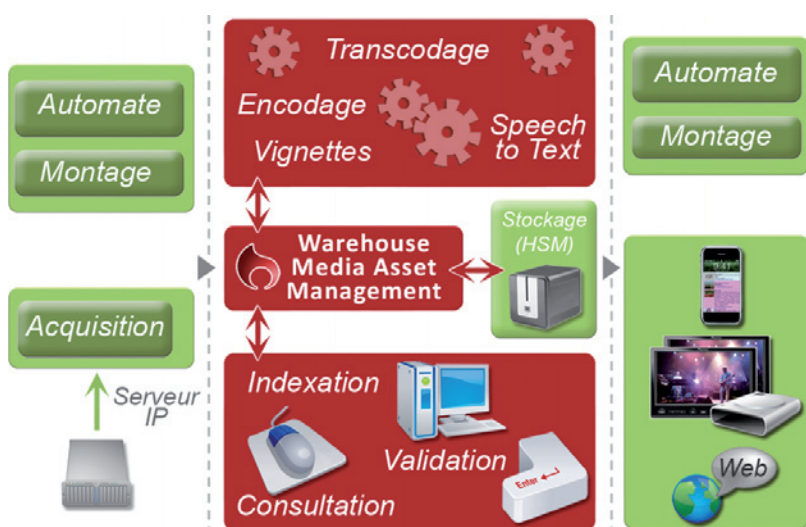 Automate
Montage
Acquisition
Serveur
IP
Transcodage
Encodage
Vignettes
Speech
to Text
Warehouse
Media Asset
Management
Stockage
(HSM)
Indexation
Validation
Enter
Consultation
Automate
Montage
Web